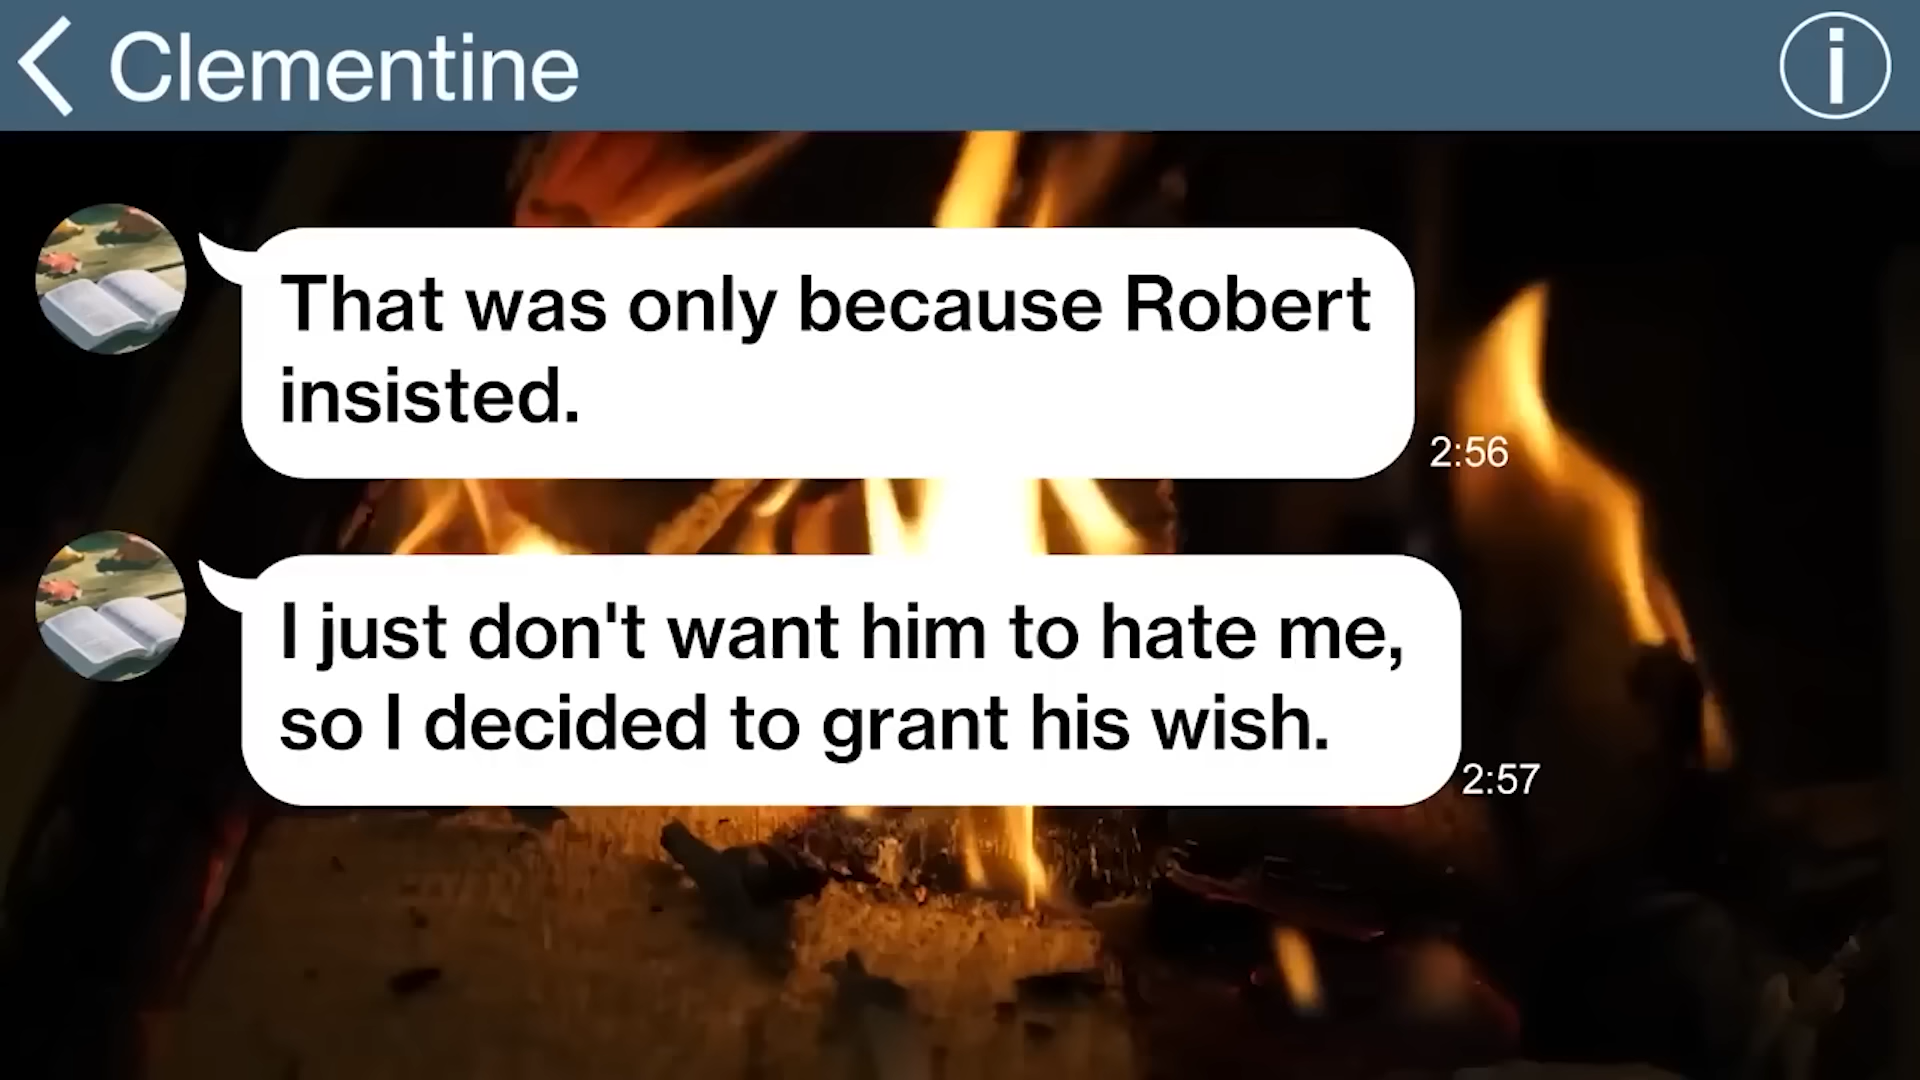 Clementine
That was only because Robert
insisted.
2:56
I just don't want him to hate me,
so I decided to grant his wish.
2:57